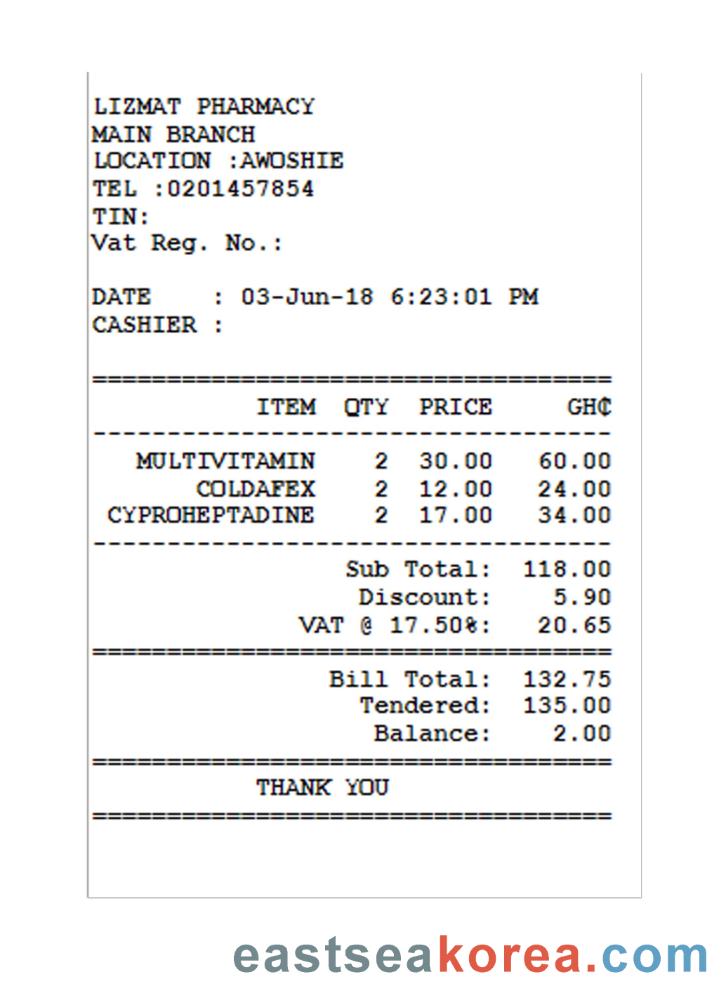 LIZMAT PHARMACY
MAIN BRANCH
LOCATION :AWOSHIE
TEL :0201457854
TIN:
Vat Reg. No.:
DATE : 03-Jun-18 6:23:01 PM
CASHIER :
===================================
ITEM QTY PRICE GH₵
-----------------------------------
MULTIVITAMIN 2 30.00 60.00
COLDAFEX 2 12.00 24.00
CYPROHEPTADINE 2 17.00 34.00
-----------------------------------
Sub Total: 118.00
Discount: 5.90
VAT @ 17.50%: 20.65
===================================
Bill Total: 132.75
Tendered: 135.00
Balance: 2.00
===================================
THANK YOU
===================================
eastseakorea.com